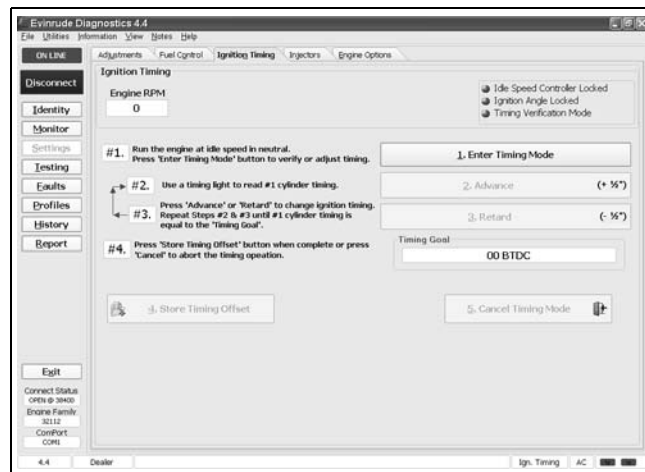 Evinrude Diagnostics 4.4
File Utilities Information View Notes Help
ON LINE
Adjustments Fuel Control Ignition Timing Injectors Engine Options
Disconnect
Identity
Monitor
Settings
Testing
Faults
Profiles
History
Report
Exit
Connect Status
OPEN @ 38400
Engine Family
32112
ComPort
COM1
Ignition Timing
Engine RPM
0
Idle Speed Controller Locked
Ignition Angle Locked
Timing Verification Mode
#1. Run the engine at idle speed in neutral.
Press 'Enter Timing Mode' button to verify or adjust timing.
1. Enter Timing Mode
#2. Use a timing light to read #1 cylinder timing.
2. Advance (+ ½°)
#3. Press 'Advance' or 'Retard' to change ignition timing.
Repeat Steps #2 & #3 until #1 cylinder timing is
equal to the 'Timing Goal'.
3. Retard (- ½°)
#4. Press 'Store Timing Offset' button when complete or press
'Cancel' to abort the timing opeation.
Timing Goal
00 BTDC
4. Store Timing Offset
5. Cancel Timing Mode
4.4 Dealer Ign. Timing AC